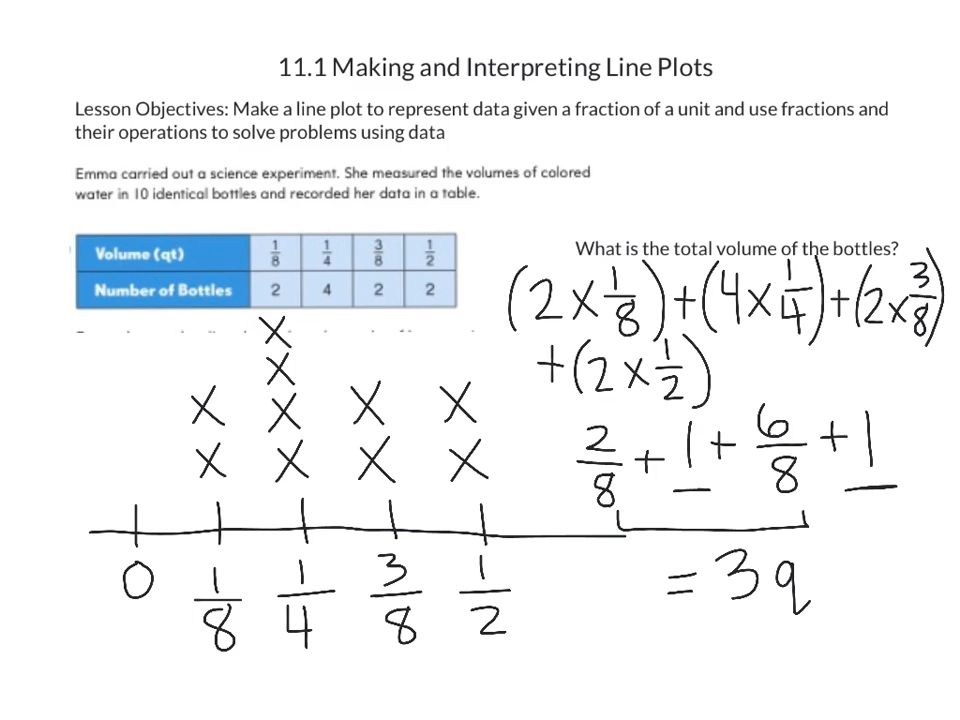 11.1 Making and Interpreting Line Plots
Lesson Objectives: Make a line plot to represent data given a fraction of a unit and use fractions and
their operations to solve problems using data
Emma carried out a science experiment. She measured the volumes of colored
water in 10 identical bottles and recorded her data in a table.
Volume (qt) 1/8 1/4 3/8 1/2
Number of Bottles 2 4 2 2
What is the total volume of the bottles?
(2 x 1/8) + (4 x 1/4) + (2 x 3/8)
+ (2 x 1/2)
2/8 + 1 + 6/8 + 1
= 3 q
X
X
X X X X
X X X X
0 1/8 1/4 3/8 1/2